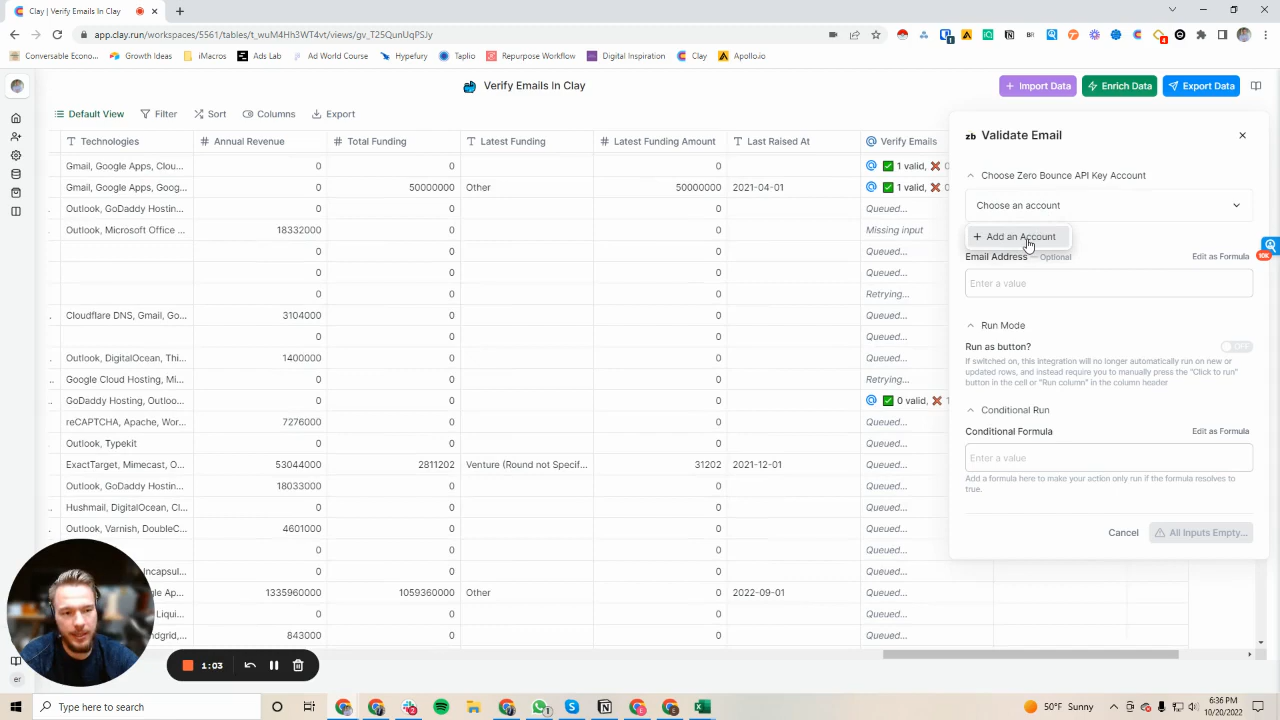 Clay | Google Maps Integration
app.clay.run/workspaces/5561/tables/t_wuM4Hh3WT4vt/views/gv_T25QunUqPSJy
Conversable Econo...
Growth Ideas
iMacros
Ads Lab
Ad World Course
Hypefury
Taplio
Repurpose Workflow
Digital Inspiration
Clay
Apollo.io
Verify Emails In Clay
Import Data
Enrich Data
Export Data
Default View
Filter
Sort
Columns
Export
Technologies
Annual Revenue
Total Funding
Latest Funding
Latest Funding Amount
Last Raised At
Verify Emails
Gmail, Google Apps, Clou... 0 0 0 1 valid, 0
Gmail, Google Apps, Goog... 0 50000000 Other 50000000 2021-04-01 1 valid, 0
Outlook, GoDaddy Hostin... 0 0 0 Queued...
Outlook, Microsoft Office ... 18332000 0 0 Missing input
0 0 0 Queued...
0 0 0 Queued...
0 0 0 Retrying...
Cloudflare DNS, Gmail, Go... 3104000 0 0 Queued...
0 0 0 Queued...
Outlook, DigitalOcean, Thi... 1400000 0 0 Queued...
Google Cloud Hosting, Mi... 0 0 0 Retrying...
GoDaddy Hosting, Outloo... 0 0 0 0 valid, 1
reCAPTCHA, Apache, Wor... 7276000 0 0 Queued...
Outlook, Typekit 0 0 0 Queued...
ExactTarget, Mimecast, O... 53044000 2811202 Venture (Round not Specif... 31202 2021-12-01 Queued...
Outlook, GoDaddy Hostin... 18033000 0 0 Queued...
Hushmail, DigitalOcean, Cl... 0 0 0 Queued...
Outlook, Varnish, DoubleC... 4601000 0 0 Queued...
0 0 0 Queued...
Incapsul... 0 0 0 Queued...
gle Ap... 1335960000 1059360000 Other 0 2022-09-01 Queued...
Liqui... 0 0 0 Queued...
ndgrid,... 843000 0 0 Queued...
zb Validate Email
Choose Zero Bounce API Key Account
Choose an account
+ Add an Account
Email Address — Optional
Edit as Formula
10K
Enter a value
Run Mode
Run as button?
OFF
If switched on, this integration will no longer automatically run on new or
updated rows, and instead require you to manually press the "Click to run"
button in the cell or "Run column" in the column header
Conditional Run
Conditional Formula
Edit as Formula
Enter a value
Add a formula here to make your action only run if the formula resolves to
true.
Cancel
All Inputs Empty...
1:03
er
Type here to search
50°F Sunny
6:36 PM
10/20/2022